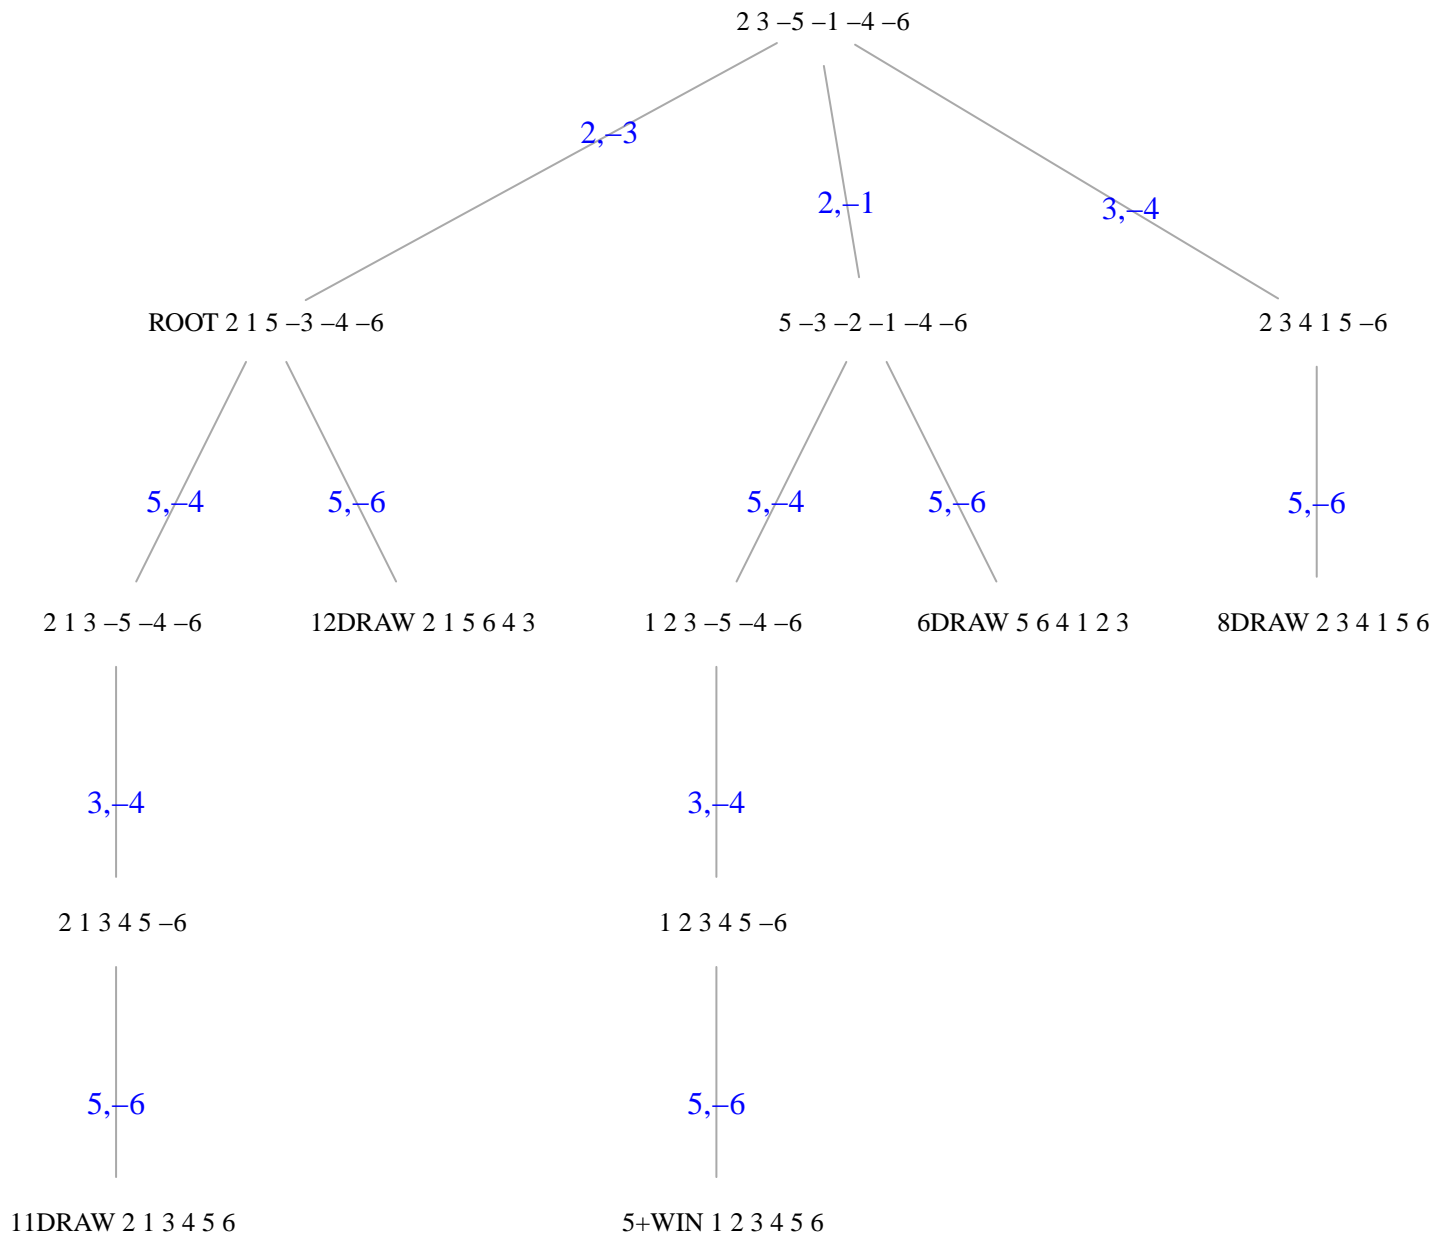 2 3 –5 –1 –4 –6
2,–3
2,–1
3,–4
ROOT 2 1 5 –3 –4 –6
5 –3 –2 –1 –4 –6
2 3 4 1 5 –6
5,–4
5,–6
5,–4
5,–6
5,–6
2 1 3 –5 –4 –6
12DRAW 2 1 5 6 4 3
1 2 3 –5 –4 –6
6DRAW 5 6 4 1 2 3
8DRAW 2 3 4 1 5 6
3,–4
3,–4
2 1 3 4 5 –6
1 2 3 4 5 –6
5,–6
5,–6
11DRAW 2 1 3 4 5 6
5+WIN 1 2 3 4 5 6